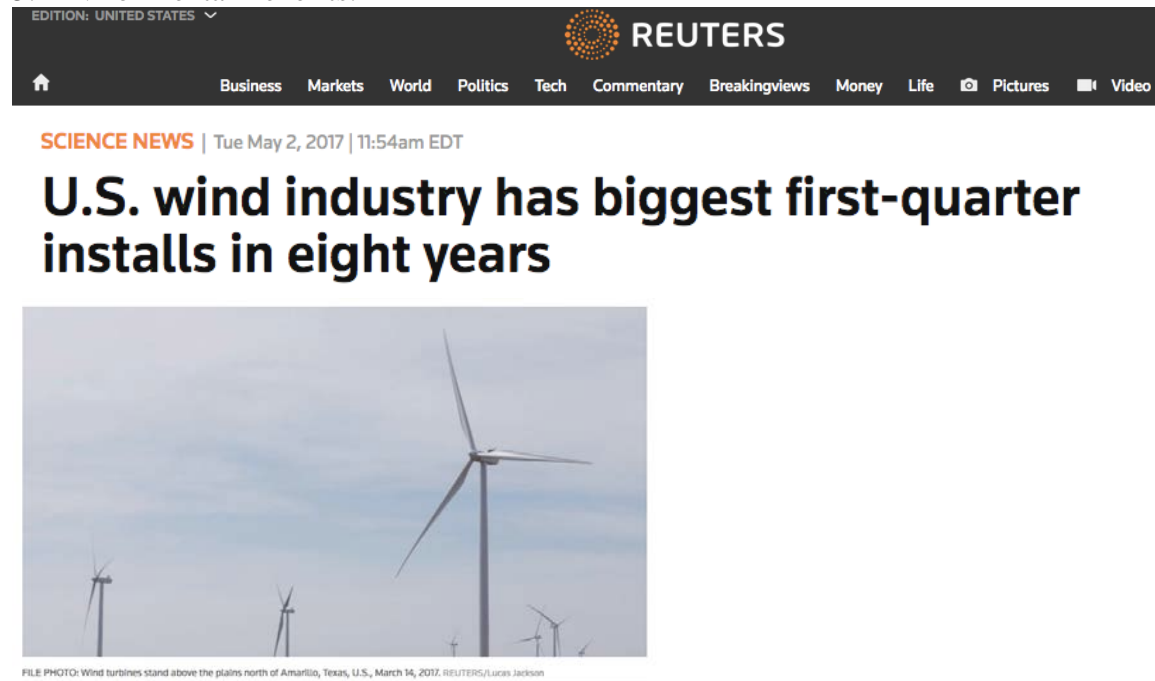 EDITION: UNITED STATES
REUTERS
Business Markets World Politics Tech Commentary Breakingviews Money Life Pictures Video
SCIENCE NEWS | Tue May 2, 2017 | 11:54am EDT
U.S. wind industry has biggest first-quarter
installs in eight years
FILE PHOTO: Wind turbines stand above the plains north of Amarillo, Texas, U.S., March 14, 2017. REUTERS/Lucas Jackson